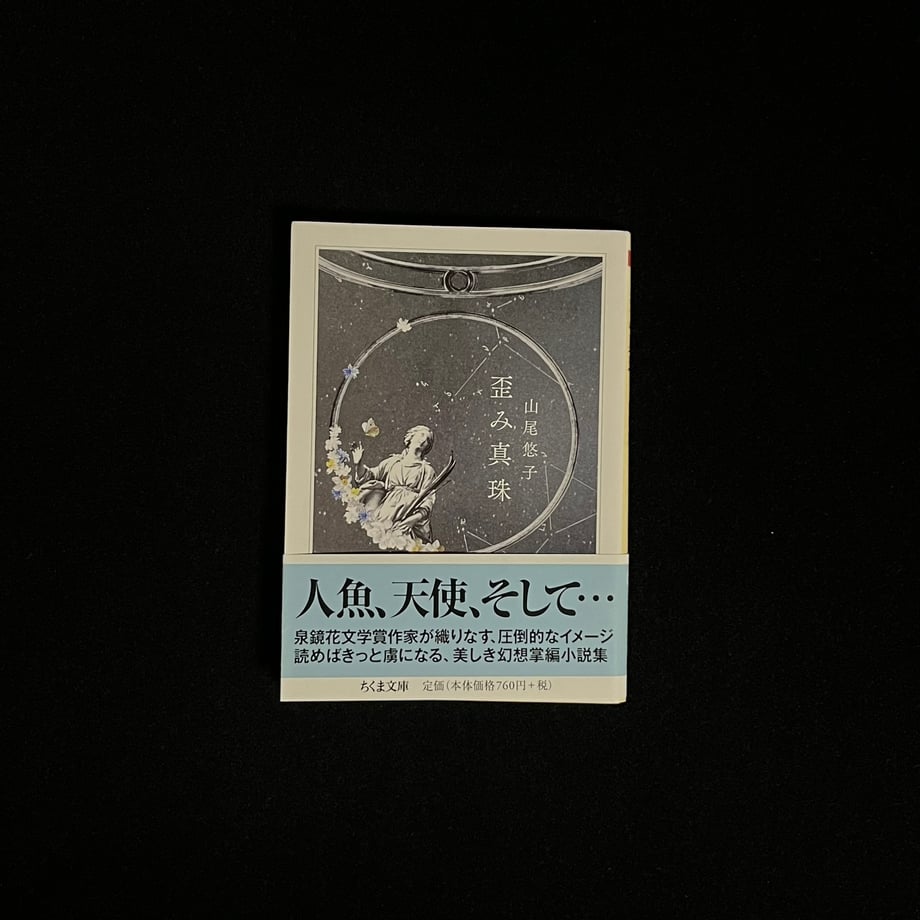 歪み真珠
山尾悠子
人魚、天使、そして…
泉鏡花文学賞作家が織りなす、圧倒的なイメージ
読めばきっと虜になる、美しき幻想掌編小説集
ちくま文庫 定価(本体価格760円+税)